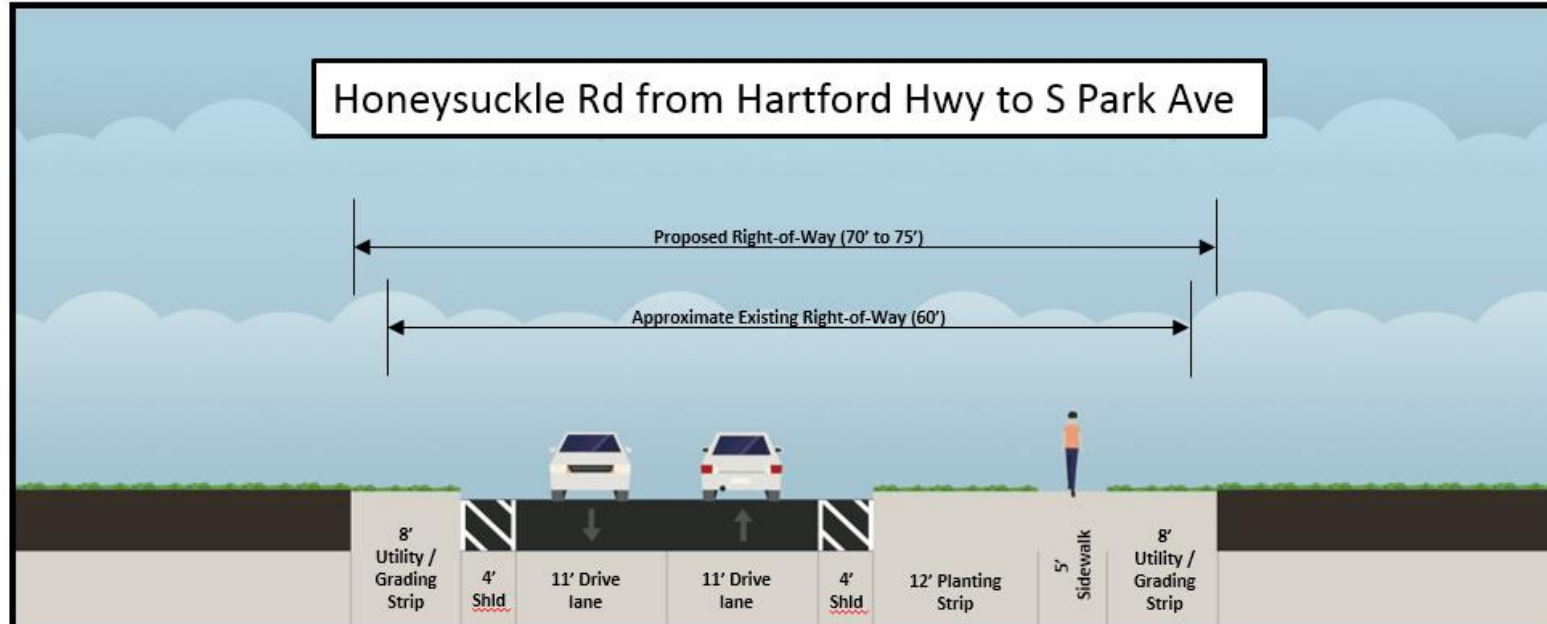 Honeysuckle Rd from Hartford Hwy to S Park Ave
Proposed Right-of-Way (70’ to 75’)
Approximate Existing Right-of-Way (60’)
8’
Utility /
Grading
Strip
4’
Shld
11’ Drive
lane
11’ Drive
lane
4’
Shld
12’ Planting
Strip
5’
Sidewalk
8’
Utility /
Grading
Strip